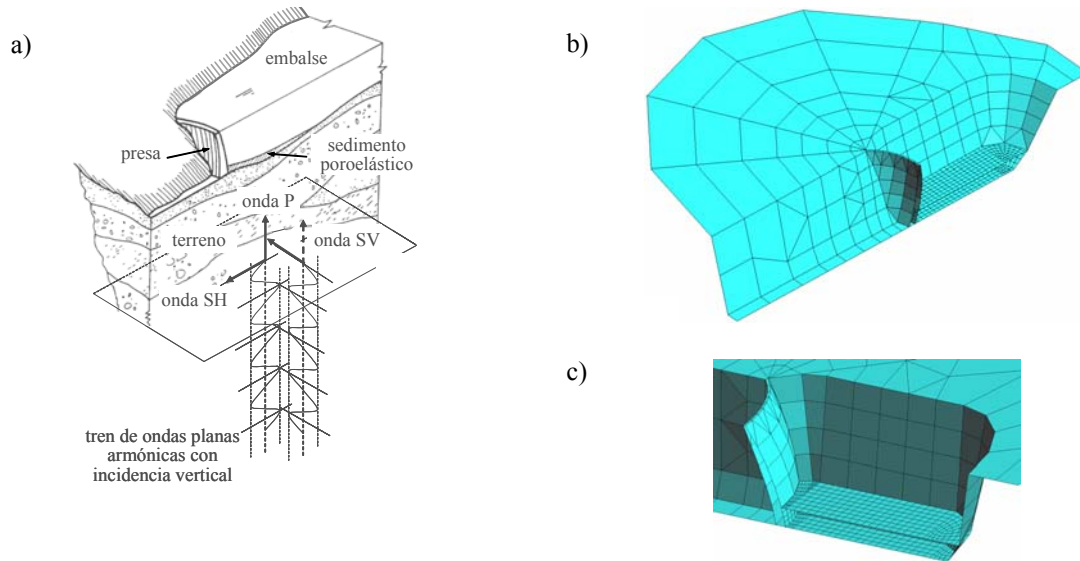 a)
embalse
presa
sedimento
poroelástico
onda P
terreno
onda SV
onda SH
tren de ondas planas
armónicas con
incidencia vertical
b)
c)